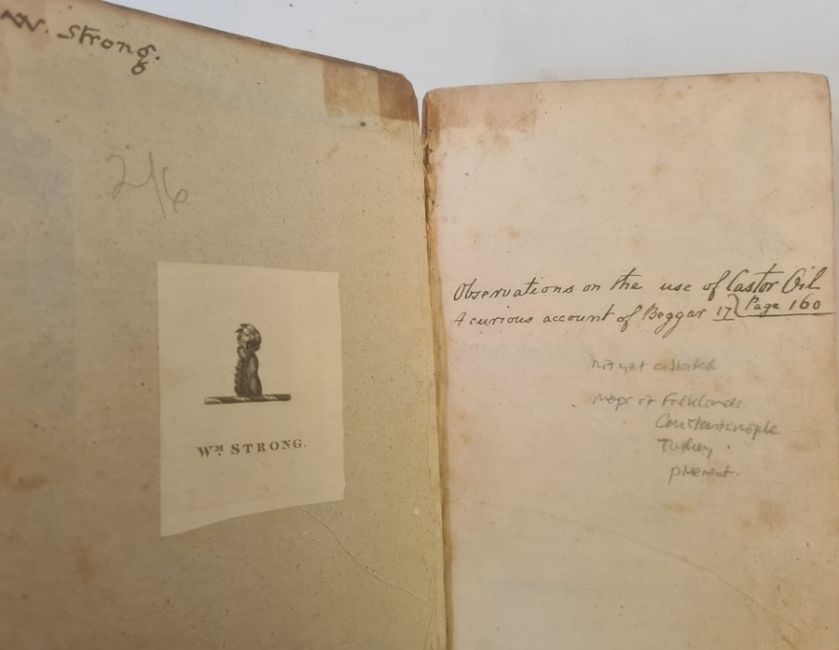 W. Strong.
2/6
WM STRONG.
Observations on the use of Castor Oil
A curious account of Beggar 17 Page 160
not yet collated
maps of Falklands
Constantinople
Turkey.
present.